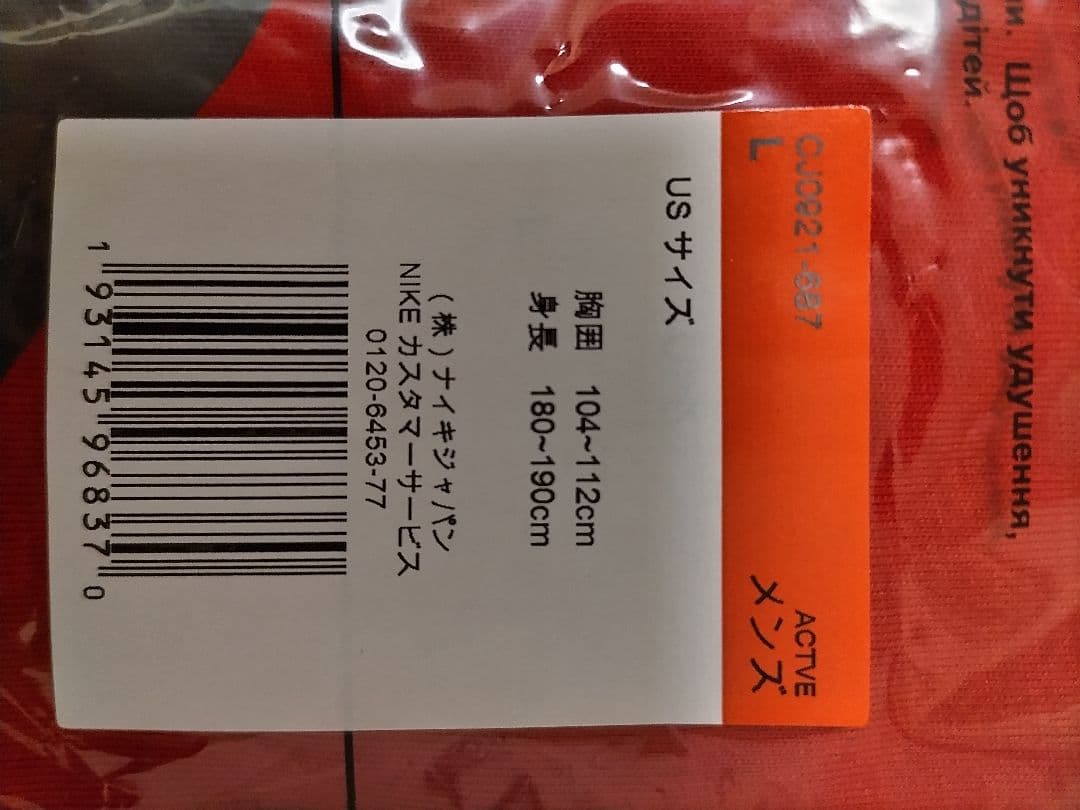 CJ0921-687
L
ACTVE
メンズ
USサイズ
胸囲 104~112cm
身長 180~190cm
(株)ナイキジャパン
NIKE カスタマーサービス
0120-6453-77
1 93145 96837 0
Щоб уникнути удушення,
дітей.